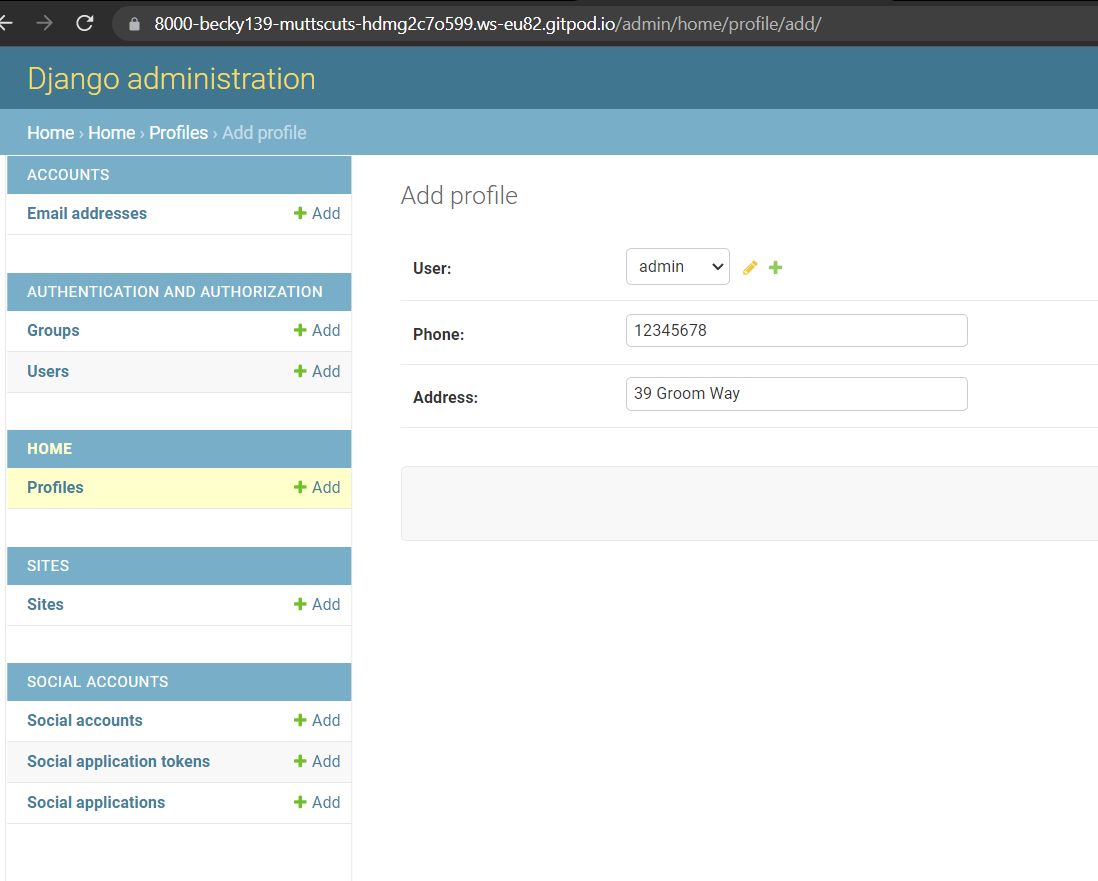 8000-becky139-muttscuts-hdmg2c7o599.ws-eu82.gitpod.io/admin/home/profile/add/
Django administration
Home › Home › Profiles › Add profile
ACCOUNTS
Email addresses + Add
AUTHENTICATION AND AUTHORIZATION
Groups + Add
Users + Add
HOME
Profiles + Add
SITES
Sites + Add
SOCIAL ACCOUNTS
Social accounts + Add
Social application tokens + Add
Social applications + Add
Add profile
User: admin
Phone: 12345678
Address: 39 Groom Way